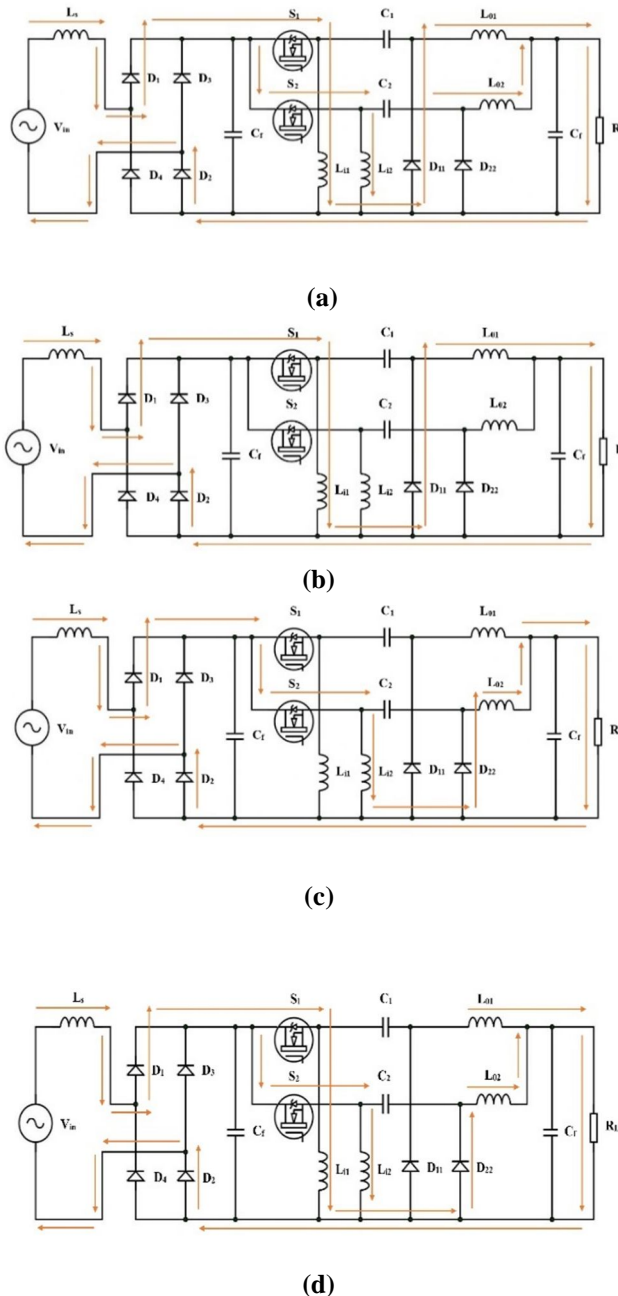 Ls S1 C1 L01
D1 D3 S2 C2 L02
Vin Cf Cf R
D4 D2 Li1 Li2 D11 D22
(a)
Ls S1 C1 L01
D1 D3 S2 C2 L02
Vin Cf Cf
D4 D2 Li1 Li2 D11 D22
(b)
Ls S1 C1 L01
D1 D3 S2 C2 L02
Vin Cf Cf R
D4 D2 Li1 Li2 D11 D22
(c)
Ls S1 C1 L01
D1 D3 S2 C2 L02
Vin Cf Cf RL
D4 D2 Li1 Li2 D11 D22
(d)